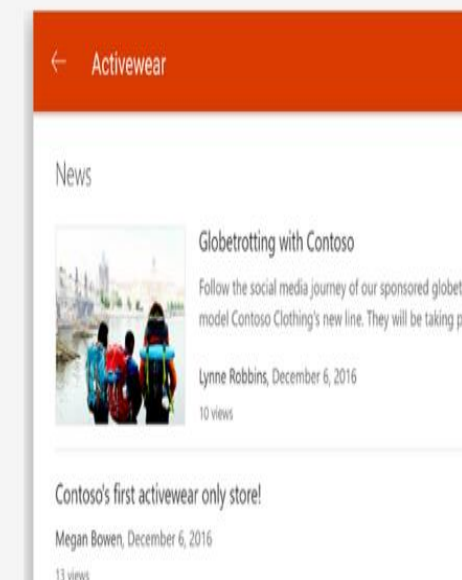 Activewear
News
Globetrotting with Contoso
Follow the social media journey of our sponsored globet
model Contoso Clothing's new line. They will be taking p
Lynne Robbins, December 6, 2016
10 views
Contoso's first activewear only store!
Megan Bowen, December 6, 2016
13 views